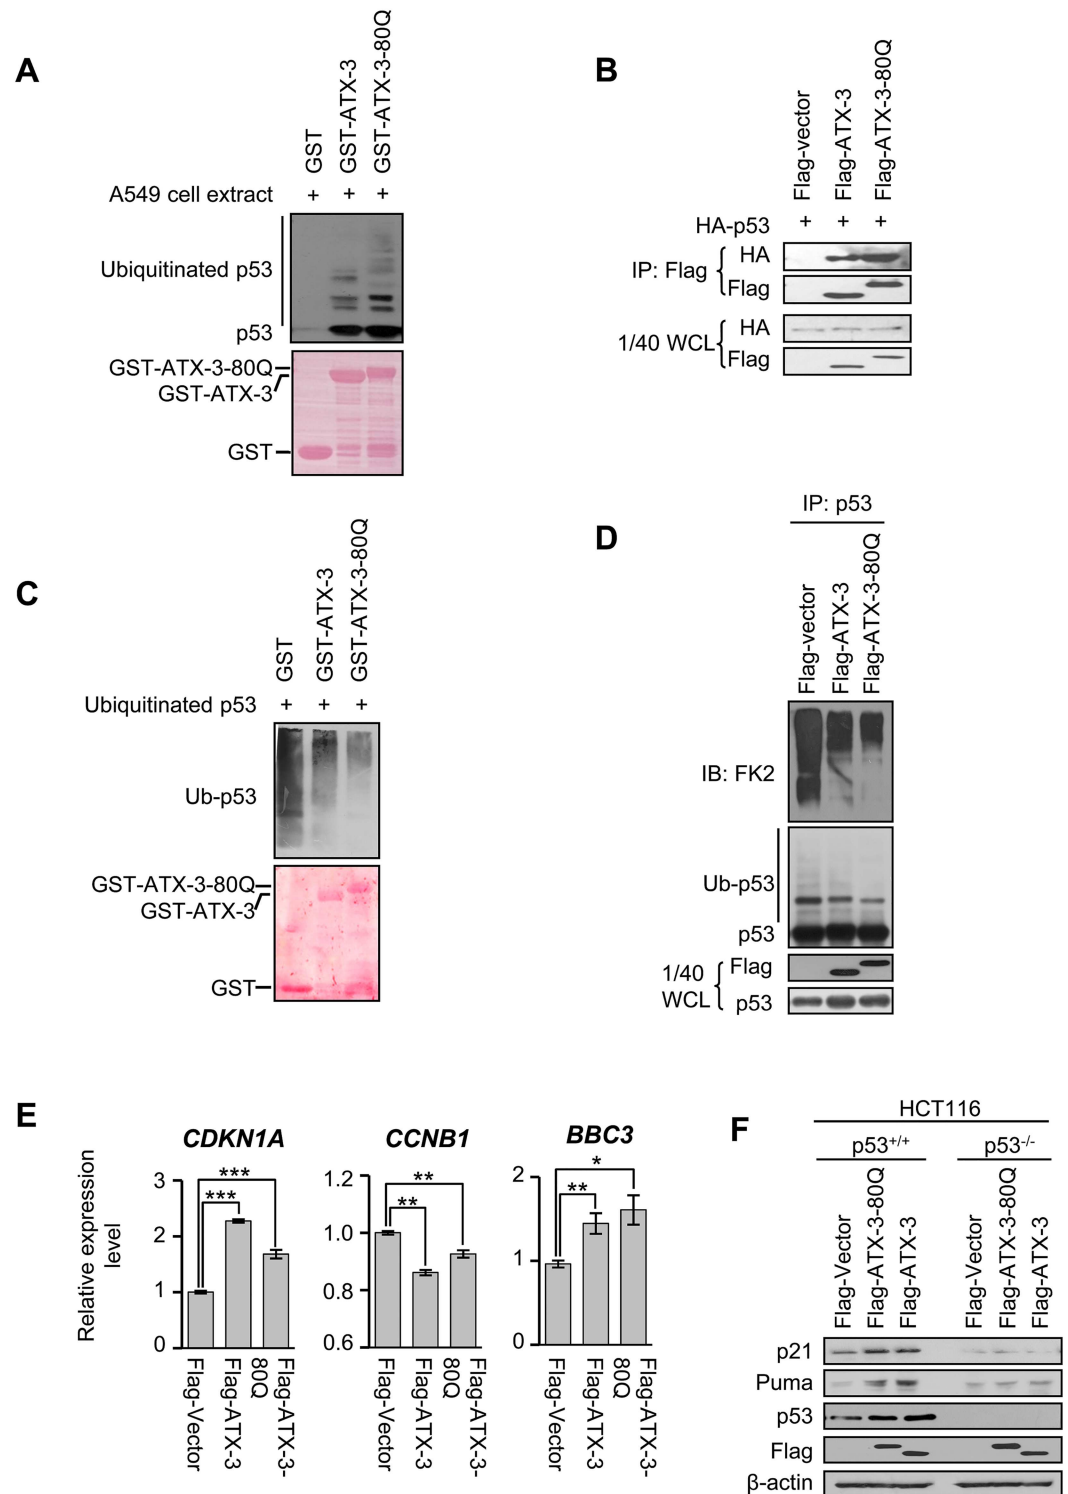 A
GST
GST-ATX-3
GST-ATX-3-80Q
A549 cell extract + + +
Ubiquitinated p53
p53
GST-ATX-3-80Q
GST-ATX-3
GST
B
Flag-vector
Flag-ATX-3
Flag-ATX-3-80Q
HA-p53 + + +
IP: Flag { HA
Flag
1/40 WCL { HA
Flag
C
GST
GST-ATX-3
GST-ATX-3-80Q
Ubiquitinated p53 + + +
Ub-p53
GST-ATX-3-80Q
GST-ATX-3
GST
D
IP: p53
Flag-vector
Flag-ATX-3
Flag-ATX-3-80Q
IB: FK2
Ub-p53
p53
1/40
WCL
Flag
p53
E
Relative expression
level
CDKN1A
3
2
1
0
***
***
Flag-Vector
Flag-ATX-3
Flag-ATX-3-
80Q
CCNB1
1.2
1.0
0.8
0.6
**
**
Flag-Vector
Flag-ATX-3
Flag-ATX-3-
80Q
BBC3
2
1
0
*
**
Flag-Vector
Flag-ATX-3
Flag-ATX-3-
80Q
F
HCT116
p53+/+
p53-/-
Flag-Vector
Flag-ATX-3-80Q
Flag-ATX-3
Flag-Vector
Flag-ATX-3-80Q
Flag-ATX-3
p21
Puma
p53
Flag
β-actin